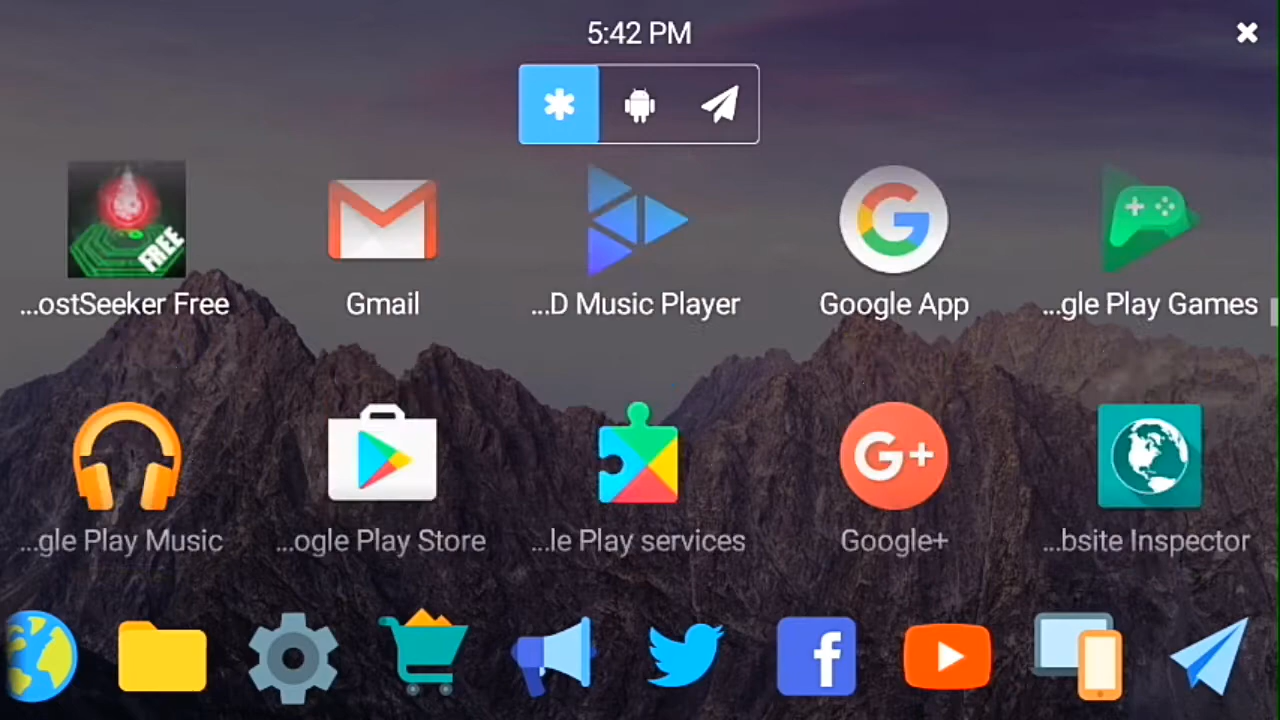 5:42 PM
FREE
...ostSeeker Free
Gmail
...D Music Player
Google App
...gle Play Games
G+
...gle Play Music
...ogle Play Store
...le Play services
Google+
...bsite Inspector